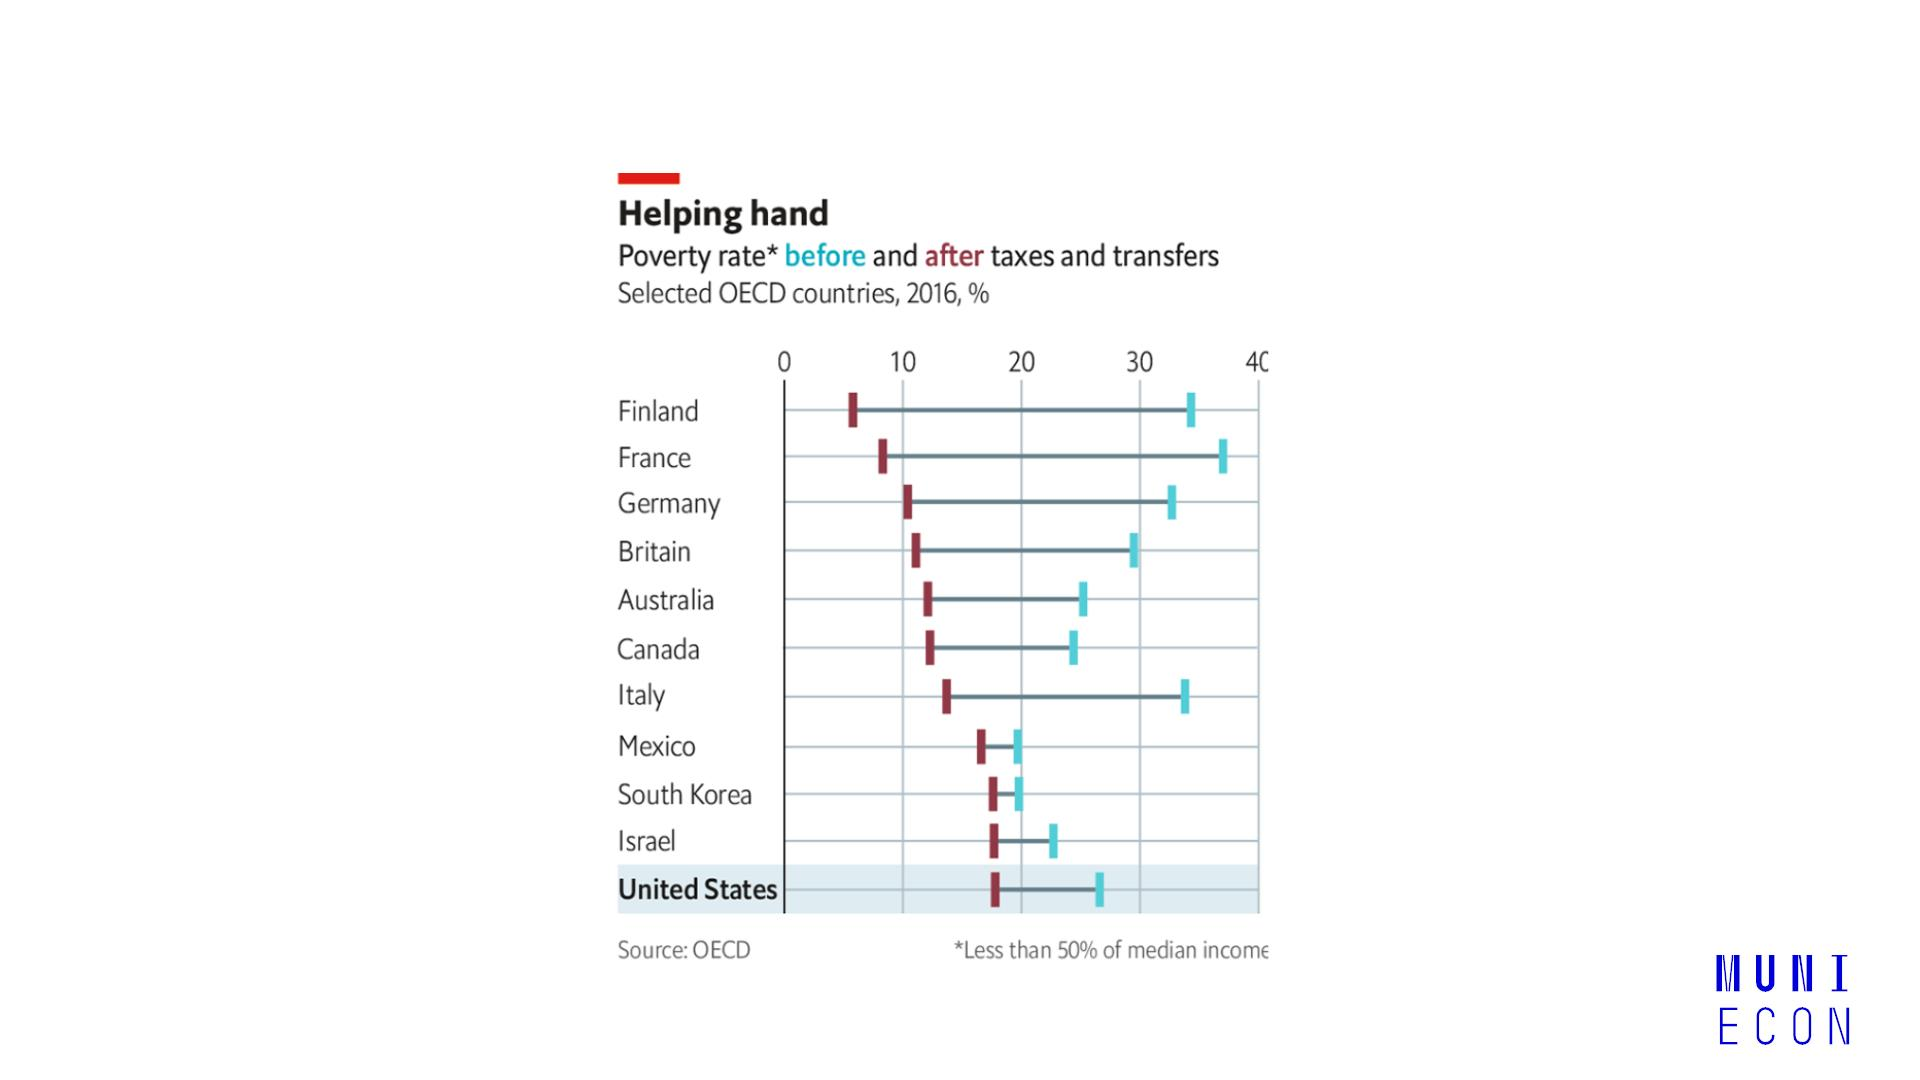 Helping hand
Poverty rate* before and after taxes and transfers
Selected OECD countries, 2016, %
0 10 20 30 40
Finland
France
Germany
Britain
Australia
Canada
Italy
Mexico
South Korea
Israel
United States
Source: OECD *Less than 50% of median income
MUNI
ECON